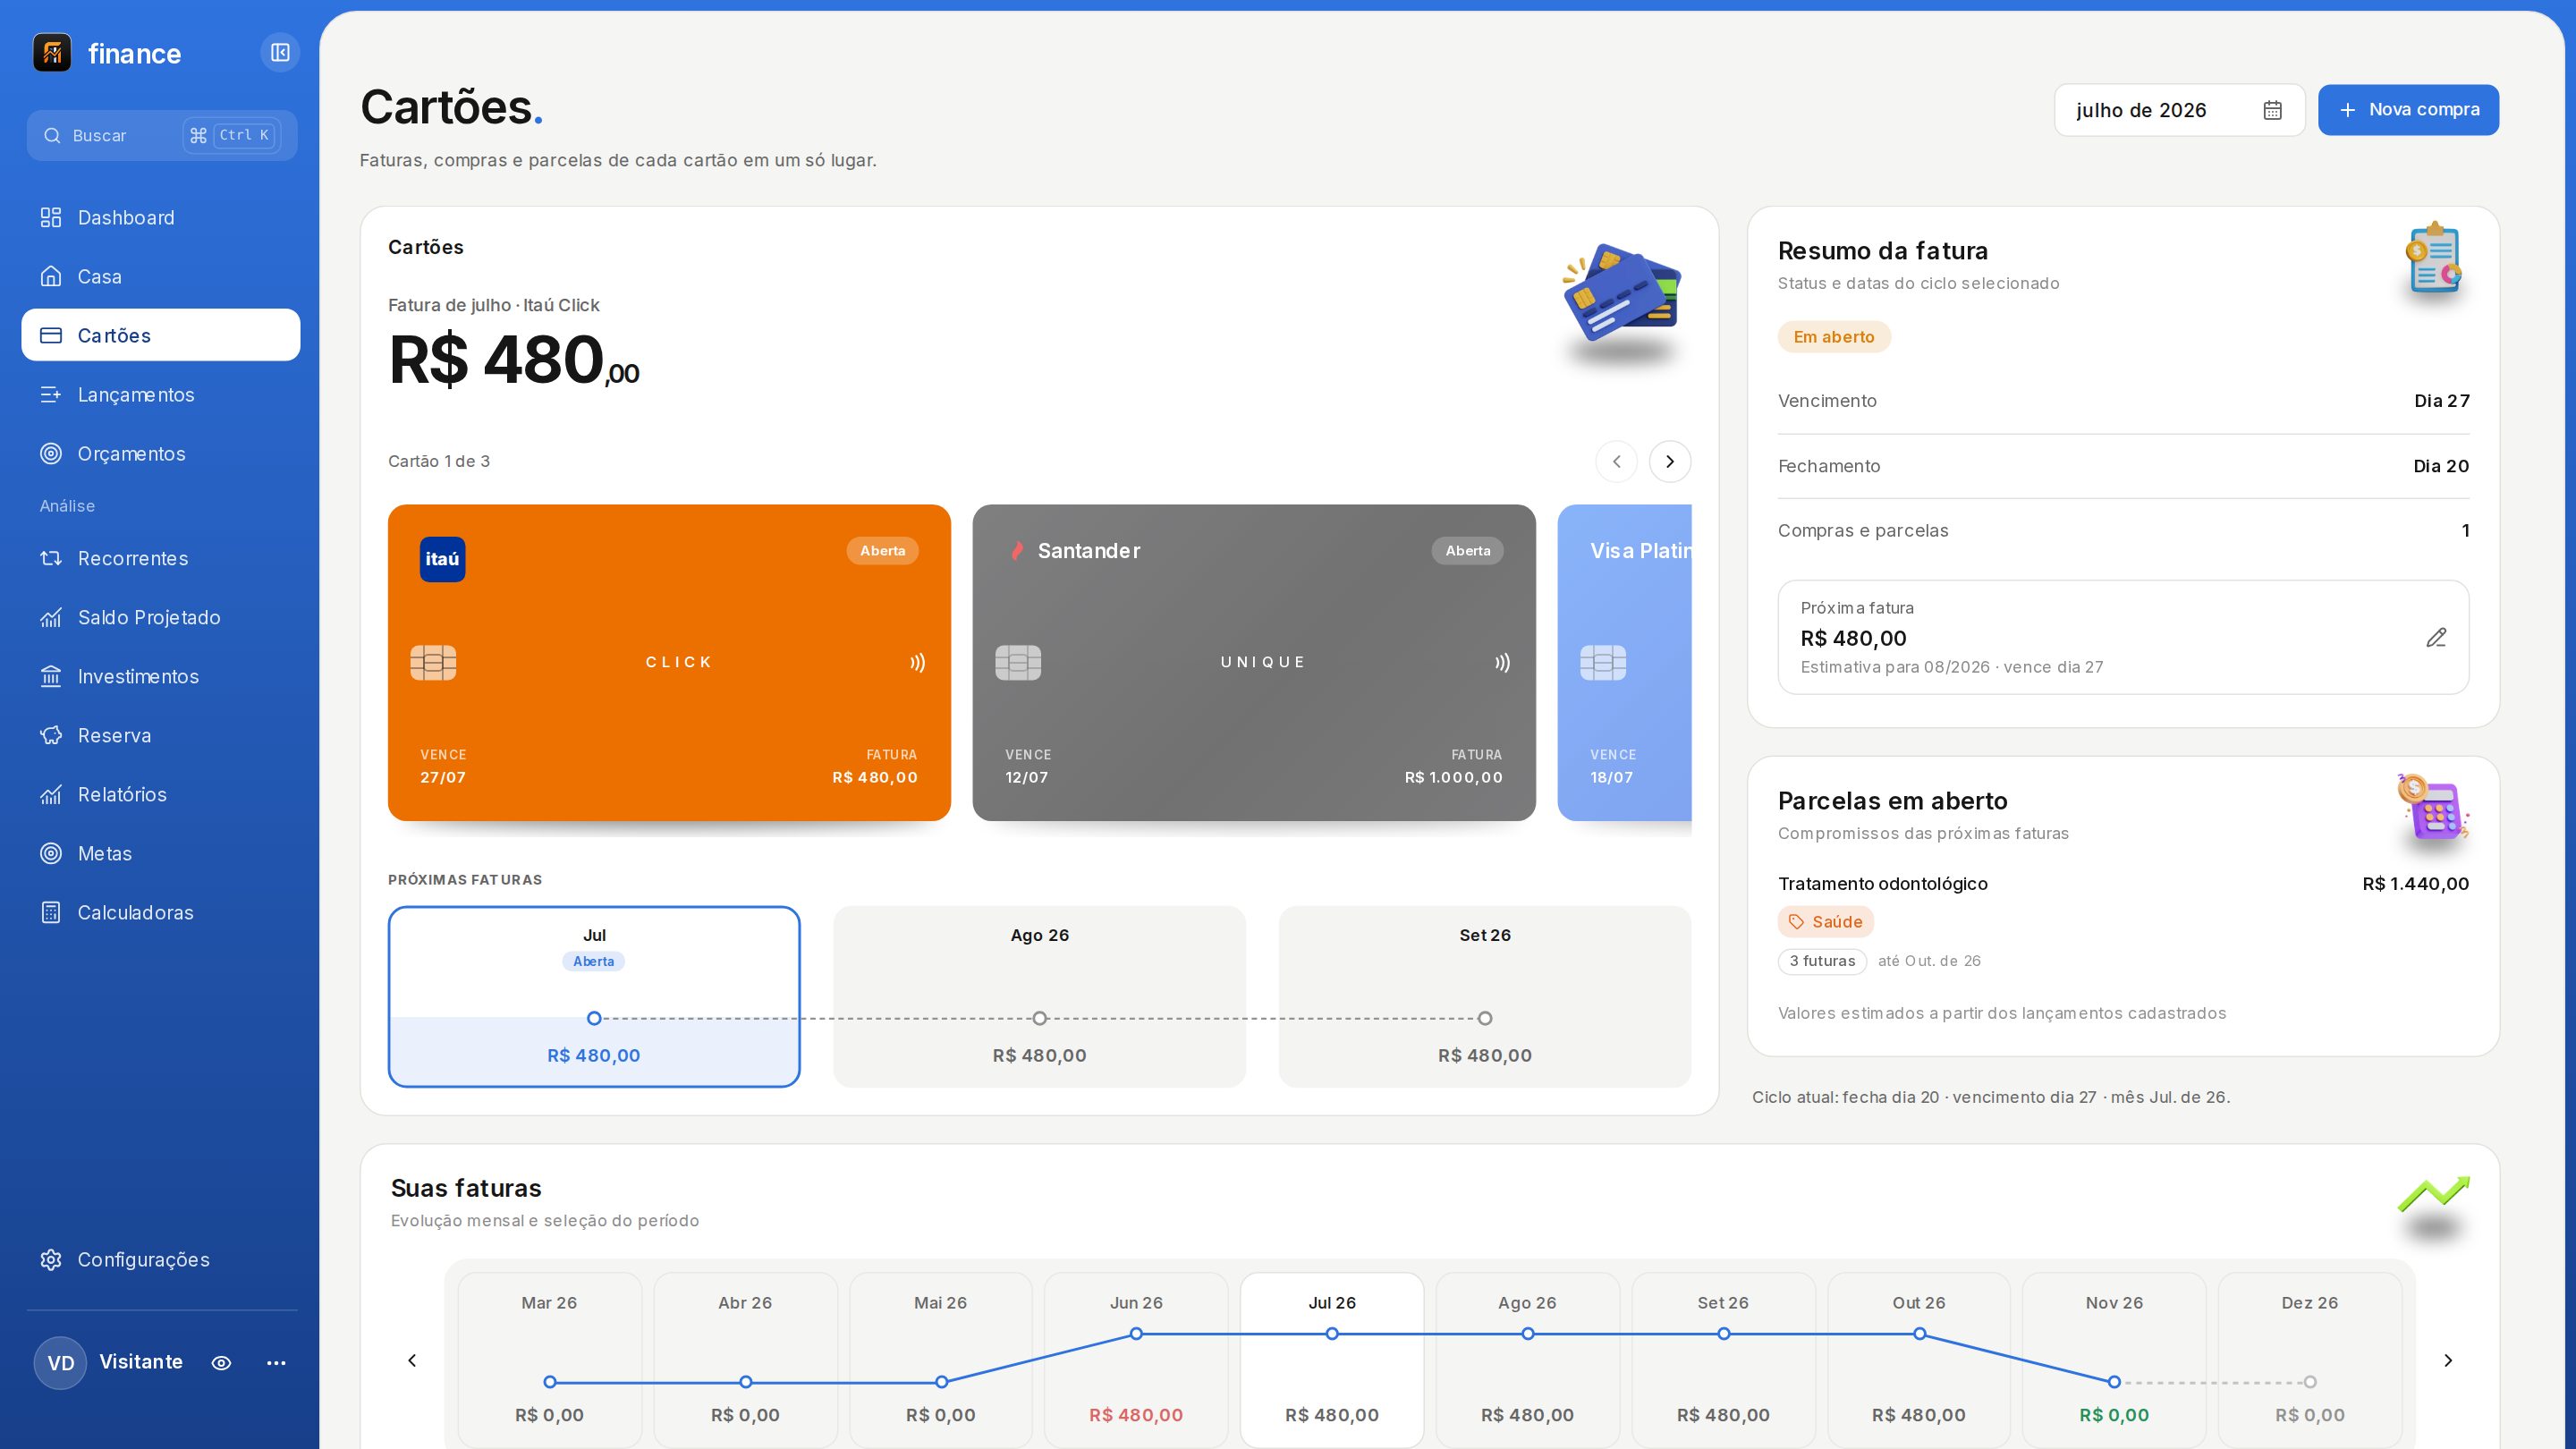 finance
Buscar
Ctrl K
Dashboard
Casa
Cartões
Lançamentos
Orçamentos
Análise
Recorrentes
Saldo Projetado
Investimentos
Reserva
Relatórios
Metas
Calculadoras
Configurações
VD
Visitante
Cartões.
Faturas, compras e parcelas de cada cartão em um só lugar.
julho de 2026
Nova compra
Cartões
Fatura de julho · Itaú Click
R$ 480,00
Cartão 1 de 3
itaú
Aberta
CLICK
VENCE
FATURA
27/07
R$ 480,00
Santander
Aberta
UNIQUE
VENCE
FATURA
12/07
R$ 1.000,00
Visa Platin
VENCE
18/07
PRÓXIMAS FATURAS
Jul
Aberta
R$ 480,00
Ago 26
R$ 480,00
Set 26
R$ 480,00
Resumo da fatura
Status e datas do ciclo selecionado
Em aberto
Vencimento
Dia 27
Fechamento
Dia 20
Compras e parcelas
1
Próxima fatura
R$ 480,00
Estimativa para 08/2026 · vence dia 27
Parcelas em aberto
Compromissos das próximas faturas
Tratamento odontológico
R$ 1.440,00
Saúde
3 futuras
até Out. de 26
Valores estimados a partir dos lançamentos cadastrados
Ciclo atual: fecha dia 20 · vencimento dia 27 · mês Jul. de 26.
Suas faturas
Evolução mensal e seleção do período
Mar 26
Abr 26
Mai 26
Jun 26
Jul 26
Ago 26
Set 26
Out 26
Nov 26
Dez 26
R$ 0,00
R$ 0,00
R$ 0,00
R$ 480,00
R$ 480,00
R$ 480,00
R$ 480,00
R$ 480,00
R$ 0,00
R$ 0,00